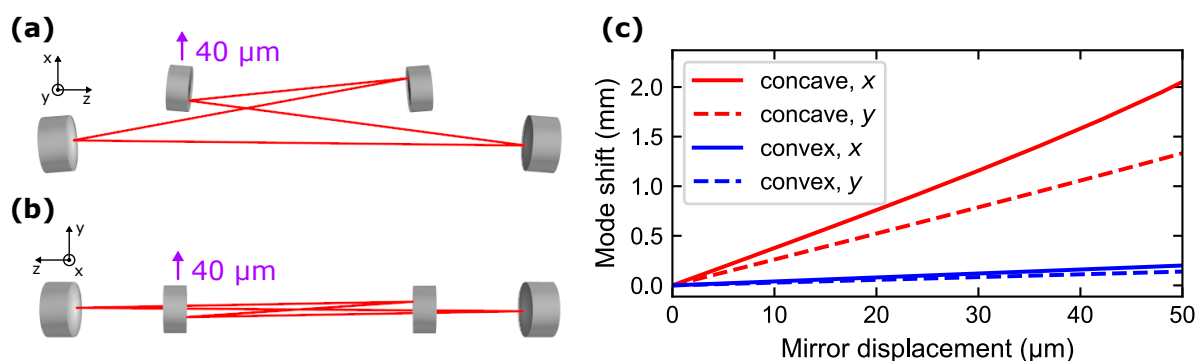 (a)
x
y
z
40 µm
(b)
y
z
x
40 µm
(c)
Mode shift (mm)
2.0
1.5
1.0
0.5
0.0
concave, x
concave, y
convex, x
convex, y
0 10 20 30 40 50
Mirror displacement (µm)